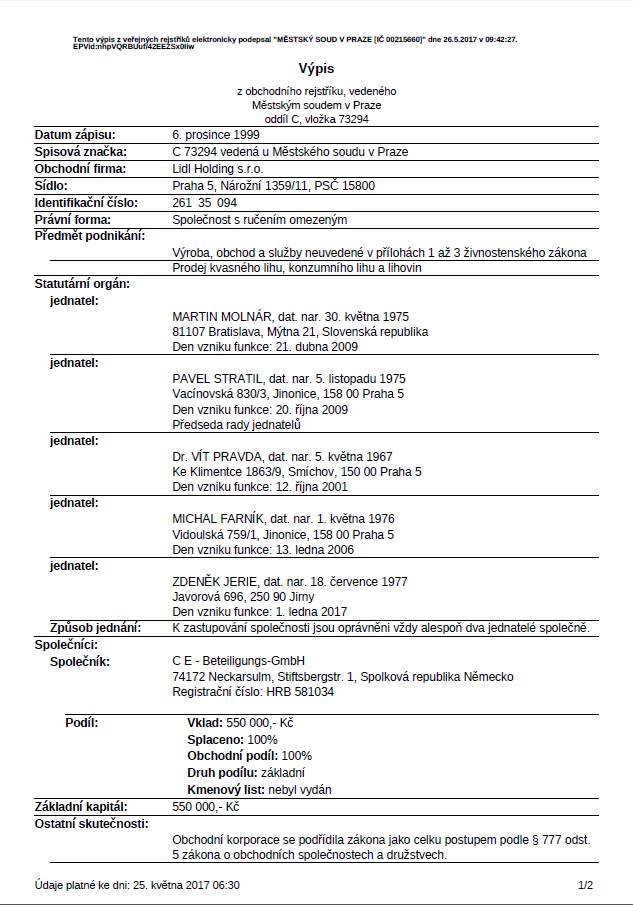 Tento výpis z veřejných rejstříků elektronicky podepsal "MĚSTSKÝ SOUD V PRAZE [IČ 00215660]" dne 26.5.2017 v 09:42:27.
Výpis
z obchodního rejstříku, vedeného
Městským soudem v Praze
oddíl C, vložka 73294
Datum zápisu: 6. prosince 1999
Spisová značka: C 73294 vedená u Městského soudu v Praze
Obchodní firma: Lidl Holding s.r.o.
Sídlo: Praha 5, Nárožní 1359/11, PSČ 15800
Identifikační číslo: 261 35 094
Právní forma: Společnost s ručením omezeným
Předmět podnikání:
Výroba, obchod a služby neuvedené v přílohách 1 až 3 živnostenského zákona
Prodej kvasného lihu, konzumního lihu a lihovin
Statutární orgán:
jednatel:
MARTIN MOLNÁR, dat. nar. 30. května 1975
81107 Bratislava, Mýtna 21, Slovenská republika
Den vzniku funkce: 21. dubna 2009
jednatel:
PAVEL STRATIL, dat. nar. 5. listopadu 1975
Vacínovská 830/3, Jinonice, 158 00 Praha 5
Den vzniku funkce: 20. října 2009
Předseda rady jednatelů
jednatel:
Dr. VÍT PRAVDA, dat. nar. 5. května 1967
Ke Klimentce 1863/9, Smíchov, 150 00 Praha 5
Den vzniku funkce: 12. října 2001
jednatel:
MICHAL FARNÍK, dat. nar. 1. května 1976
Vidoulská 759/1, Jinonice, 158 00 Praha 5
Den vzniku funkce: 13. ledna 2006
jednatel:
ZDENĚK JERIE, dat. nar. 18. července 1977
Javorová 696, 250 90 Jirny
Den vzniku funkce: 1. ledna 2017
Způsob jednání: K zastupování společnosti jsou oprávněni vždy alespoň dva jednatelé společně.
Společníci:
Společník: C E - Beteiligungs-GmbH
74172 Neckarsulm, Stiftsbergstr. 1, Spolková republika Německo
Registrační číslo: HRB 581034
Podíl: Vklad: 550 000,- Kč
Splaceno: 100%
Obchodní podíl: 100%
Druh podílu: základní
Kmenový list: nebyl vydán
Základní kapitál: 550 000,- Kč
Ostatní skutečnosti:
Obchodní korporace se podřídila zákona jako celku postupem podle § 777 odst.
5 zákona o obchodních společnostech a družstvech.
Údaje platné ke dni: 25. května 2017 06:30 1/2